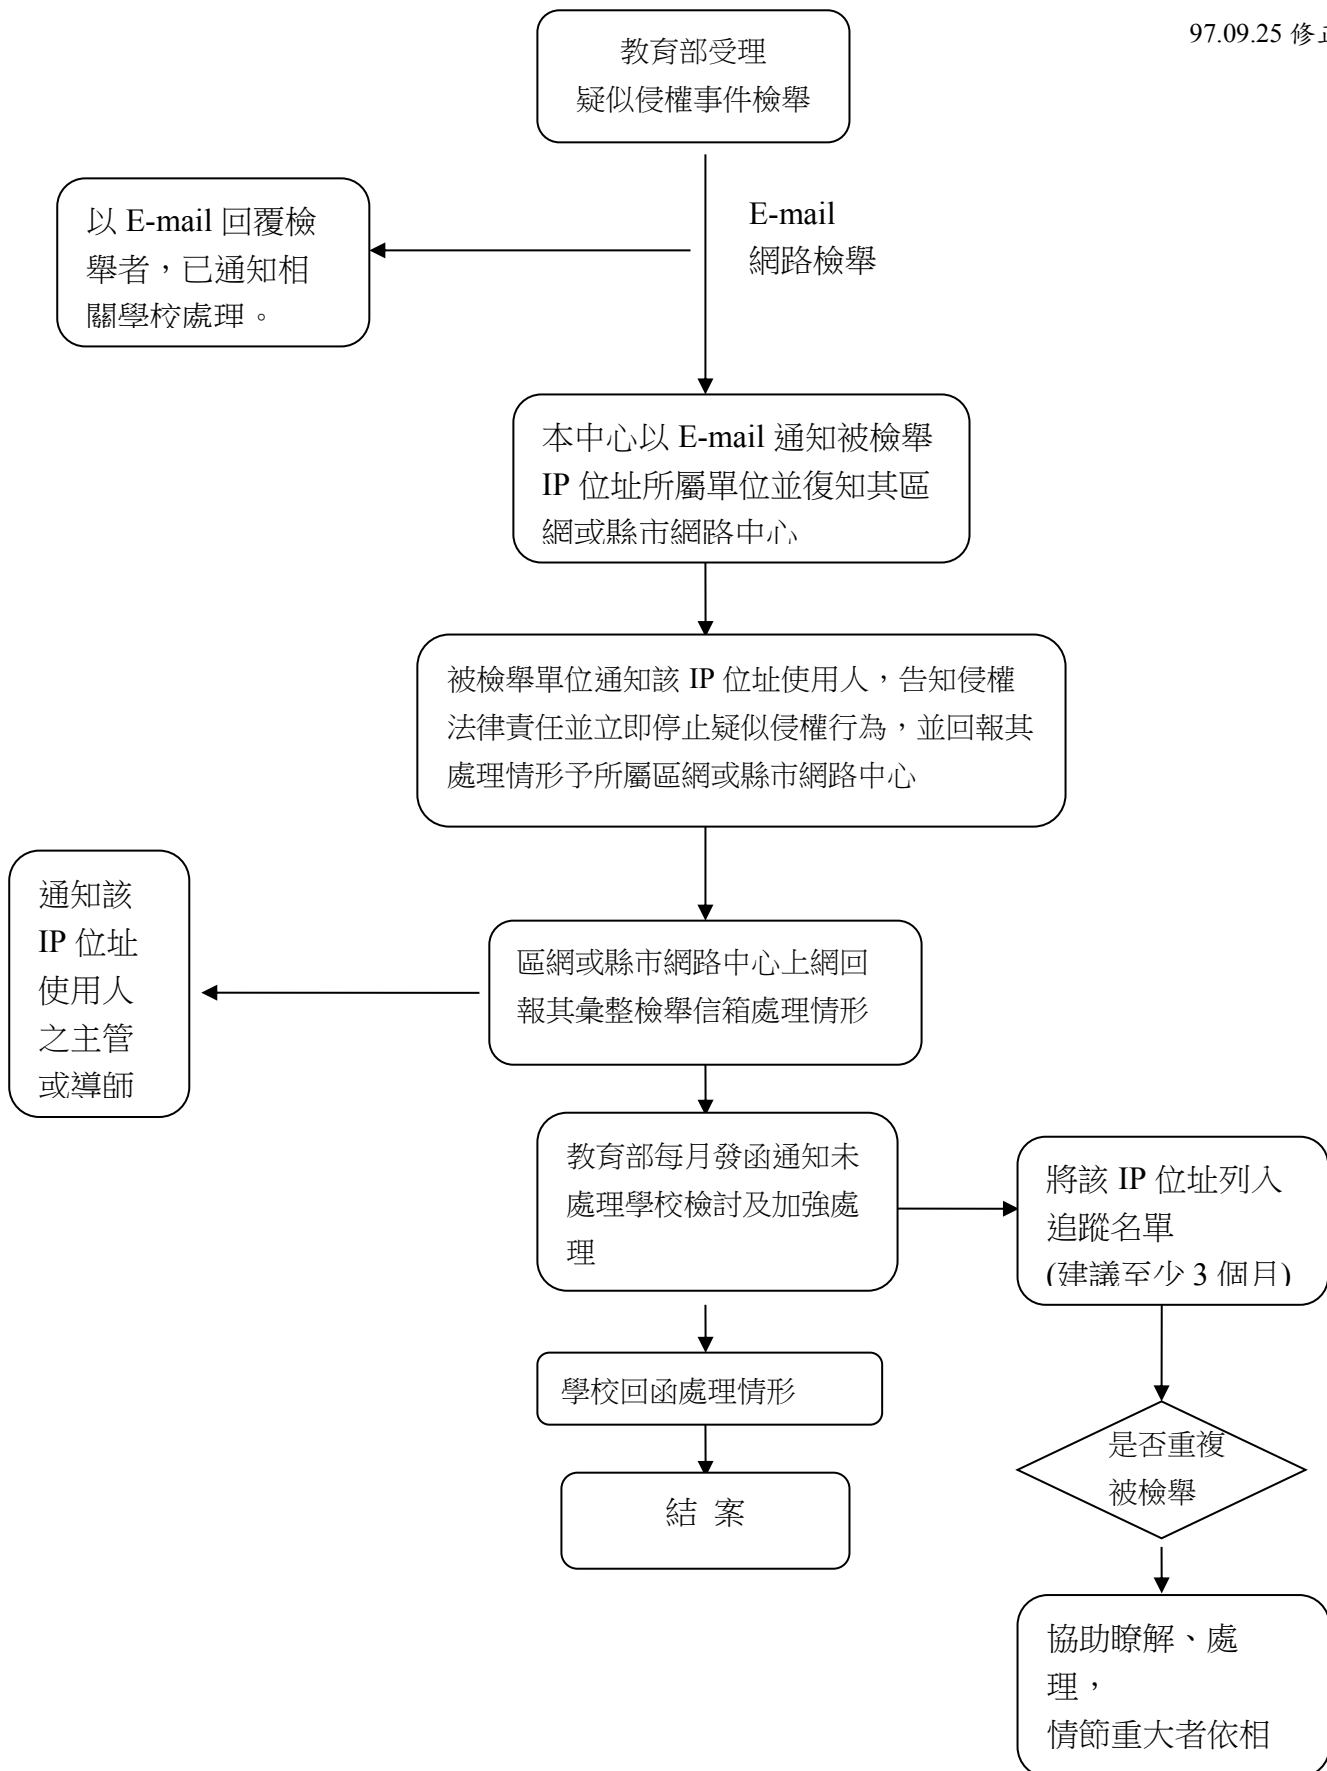 97.09.25 修正
教育部受理
疑似侵權事件檢舉
以 E-mail 回覆檢
舉者，已通知相
關學校處理。
E-mail
網路檢舉
本中心以 E-mail 通知被檢舉
IP 位址所屬單位並復知其區
網或縣市網路中心
被檢舉單位通知該 IP 位址使用人，告知侵權
法律責任並立即停止疑似侵權行為，並回報其
處理情形予所屬區網或縣市網路中心
通知該
IP 位址
使用人
之主管
或導師
區網或縣市網路中心上網回
報其彙整檢舉信箱處理情形
教育部每月發函通知未
處理學校檢討及加強處
理
將該 IP 位址列入
追蹤名單
(建議至少 3 個月)
學校回函處理情形
是否重複
被檢舉
結 案
協助瞭解、處
理，
情節重大者依相